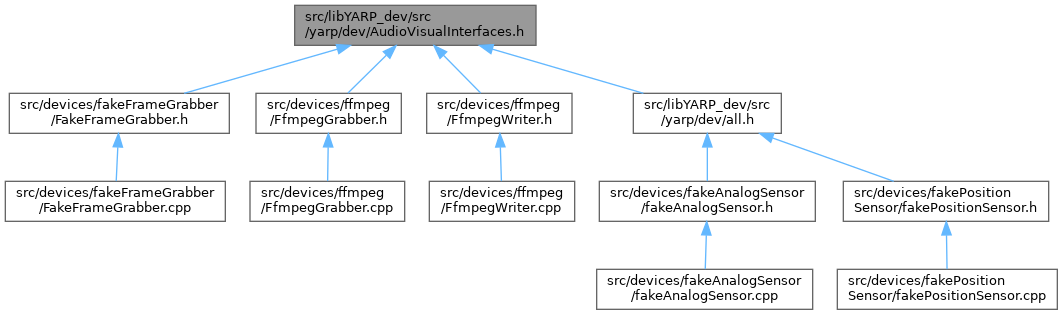 src/libYARP_dev/src
/yarp/dev/AudioVisualInterfaces.h
src/devices/fakeFrameGrabber
/FakeFrameGrabber.h
src/devices/ffmpeg
/FfmpegGrabber.h
src/devices/ffmpeg
/FfmpegWriter.h
src/libYARP_dev/src
/yarp/dev/all.h
src/devices/fakeFrameGrabber
/FakeFrameGrabber.cpp
src/devices/ffmpeg
/FfmpegGrabber.cpp
src/devices/ffmpeg
/FfmpegWriter.cpp
src/devices/fakeAnalogSensor
/fakeAnalogSensor.h
src/devices/fakePosition
Sensor/fakePositionSensor.h
src/devices/fakeAnalogSensor
/fakeAnalogSensor.cpp
src/devices/fakePosition
Sensor/fakePositionSensor.cpp